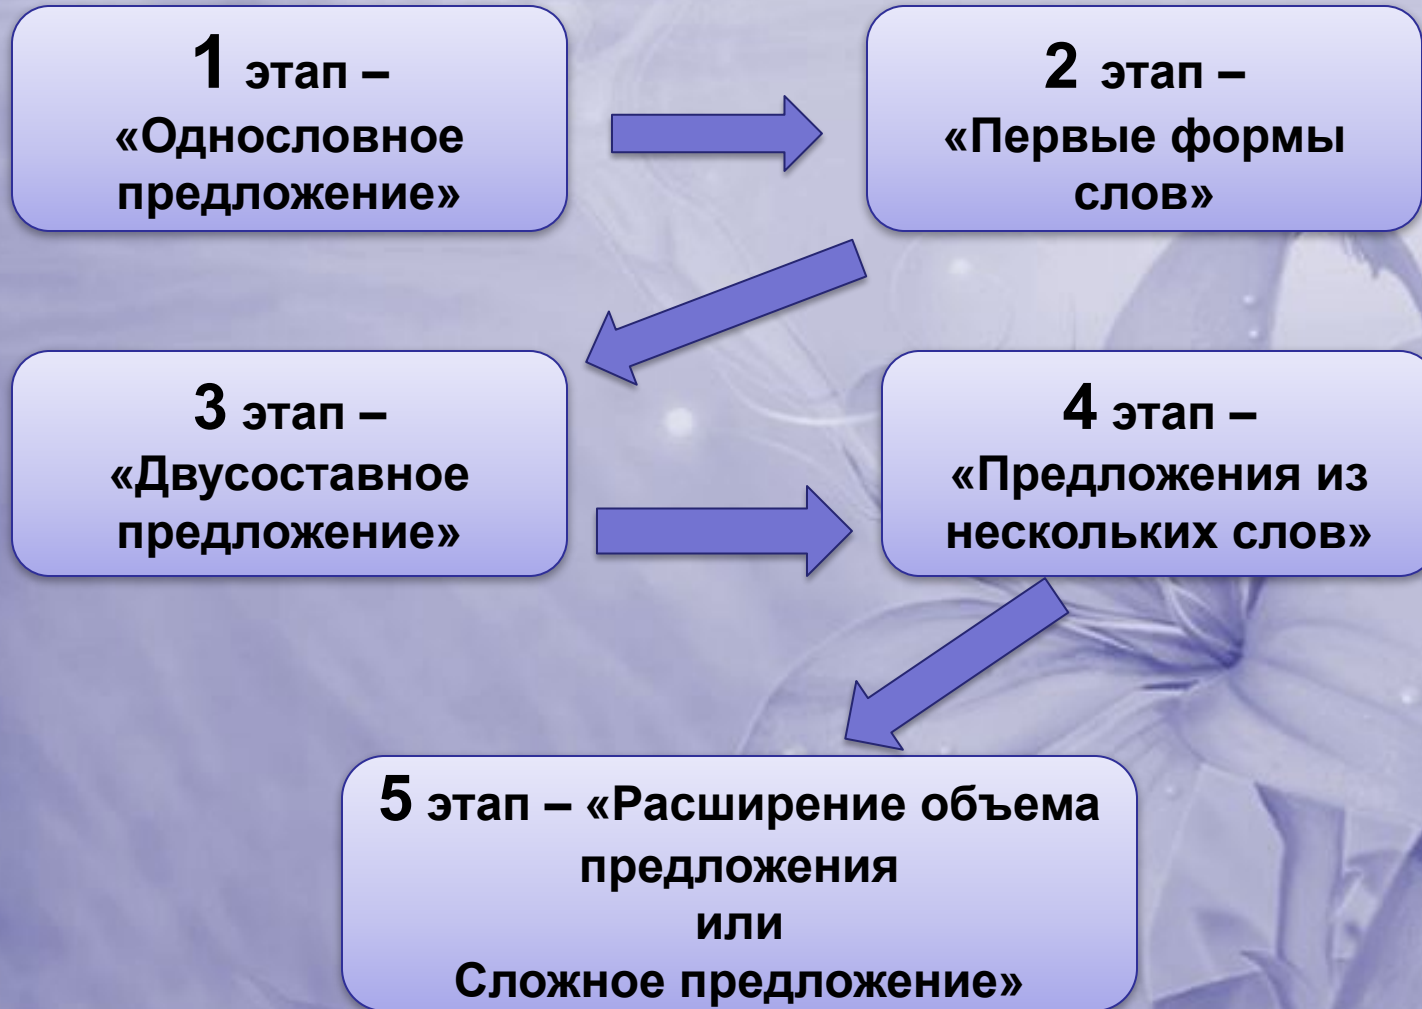 1 этап –
«Однословное
предложение»
2 этап –
«Первые формы
слов»
3 этап –
«Двусоставное
предложение»
4 этап –
«Предложения из
нескольких слов»
5 этап – «Расширение объема
предложения
или
Сложное предложение»